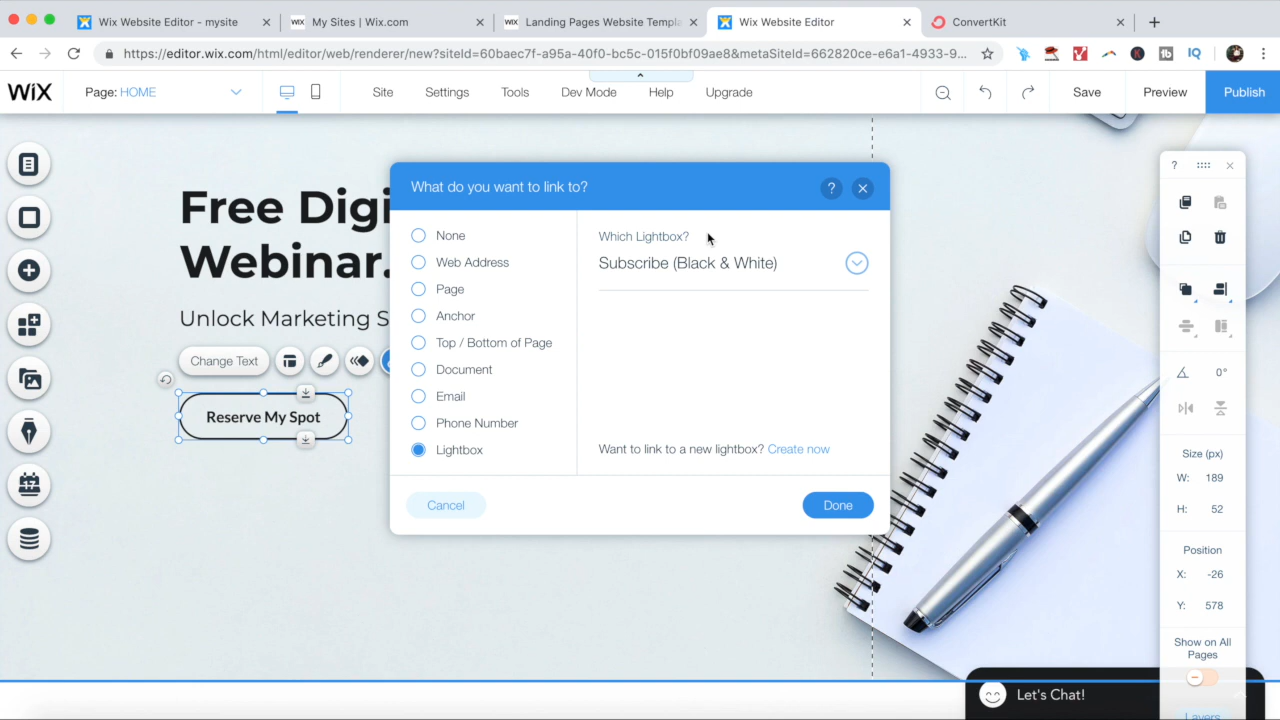 Wix Website Editor - mysite
My Sites | Wix.com
Landing Pages Website Templa
Wix Website Editor
ConvertKit
https://editor.wix.com/html/editor/web/renderer/new?siteId=60baec7f-a95a-40f0-bc5c-015f0bf09ae8&metaSiteId=662820ce-e6a1-4933-9...
WiX
Page: HOME
Site
Settings
Tools
Dev Mode
Help
Upgrade
Save
Preview
Publish
Free Digi
Webinar.
Unlock Marketing S
Change Text
Reserve My Spot
What do you want to link to?
?
None
Web Address
Page
Anchor
Top / Bottom of Page
Document
Email
Phone Number
Lightbox
Which Lightbox?
Subscribe (Black & White)
Want to link to a new lightbox? Create now
Cancel
Done
?
0°
Size (px)
W: 189
H: 52
Position
X: -26
Y: 578
Show on All
Pages
Layers
17
Let's Chat!